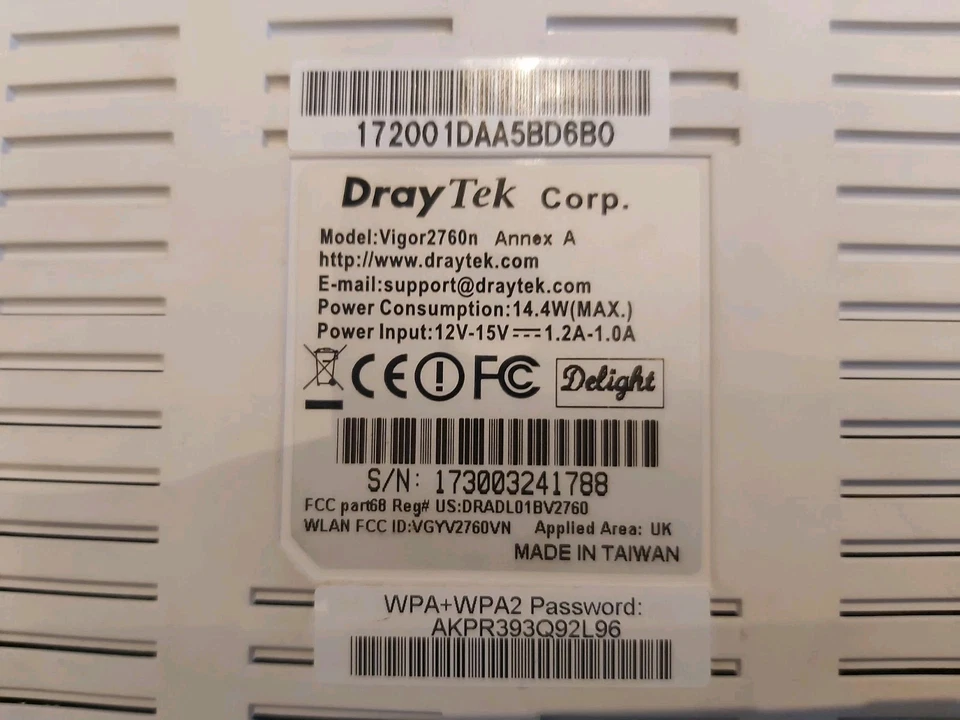 172001DAA5BD6B0
DrayTek Corp.
Model:Vigor2760n Annex A
http://www.draytek.com
E-mail:support@draytek.com
Power Consumption:14.4W(MAX.)
Power Input:12V-15V⎓1.2A-1.0A
CE FC Delight
S/N: 173003241788
FCC part68 Reg# US:DRADL01BV2760
WLAN FCC ID:VGYV2760VN Applied Area: UK
MADE IN TAIWAN
WPA+WPA2 Password:
AKPR393Q92L96